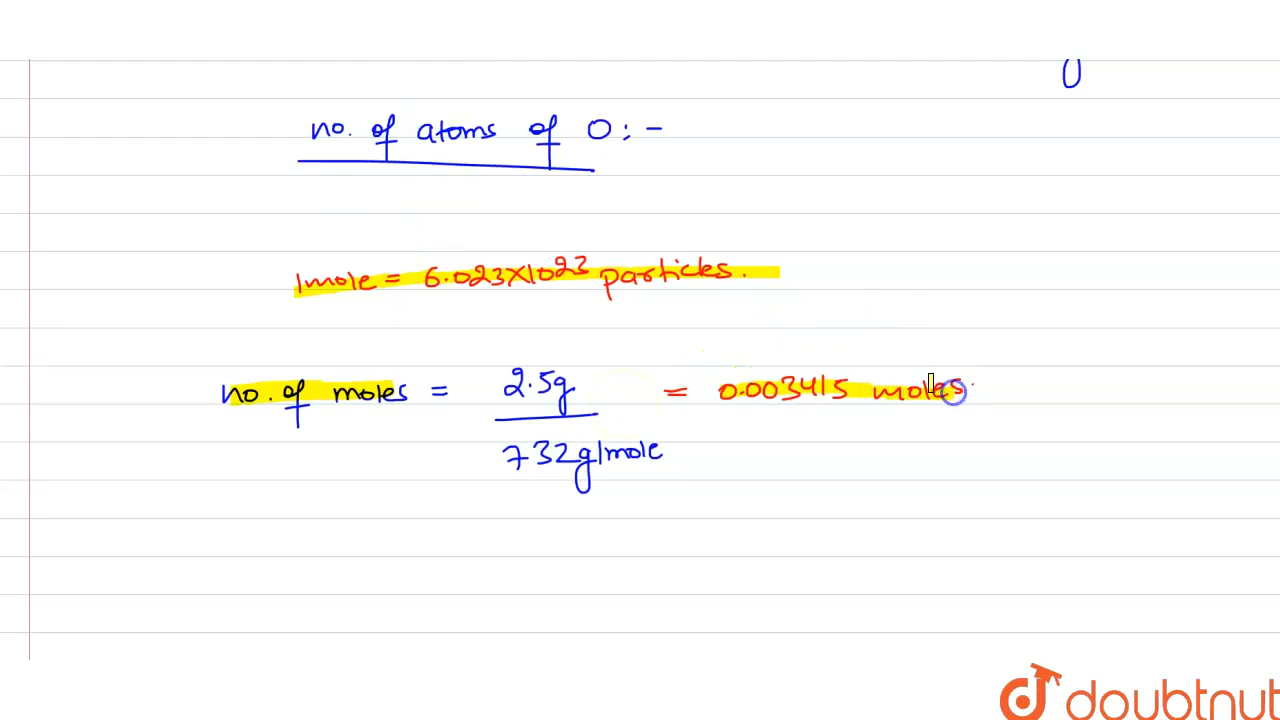 no. of atoms of O : -
1mole = 6.023×10²³ particles.
no. of moles = 2.5g / 732g/mole = 0.003415 moles.
doubtnut